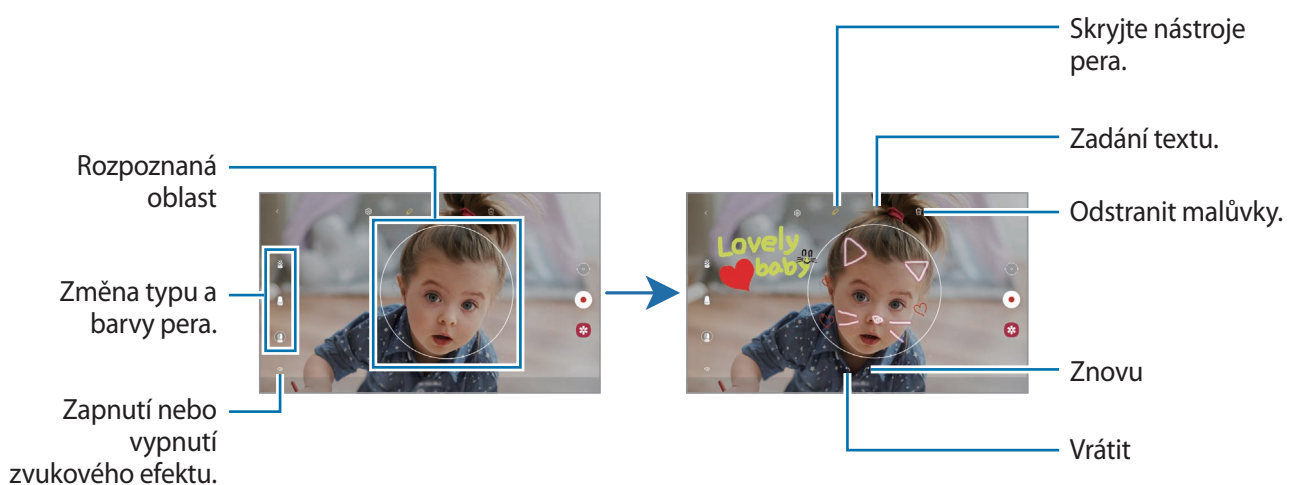 Skryjte nástroje
pera.
Zadání textu.
Rozpoznaná
oblast
Odstranit malůvky.
Lovely
baby
Změna typu a
barvy pera.
Znovu
Zapnutí nebo
vypnutí
zvukového efektu.
Vrátit